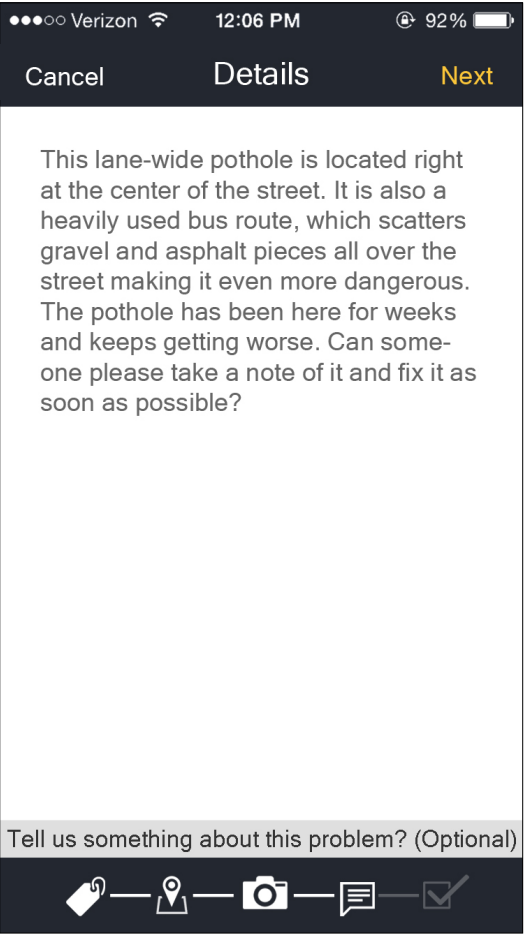 Verizon 12:06 PM 92%
Cancel Details Next
This lane-wide pothole is located right
at the center of the street. It is also a
heavily used bus route, which scatters
gravel and asphalt pieces all over the
street making it even more dangerous.
The pothole has been here for weeks
and keeps getting worse. Can some-
one please take a note of it and fix it as
soon as possible?
Tell us something about this problem? (Optional)